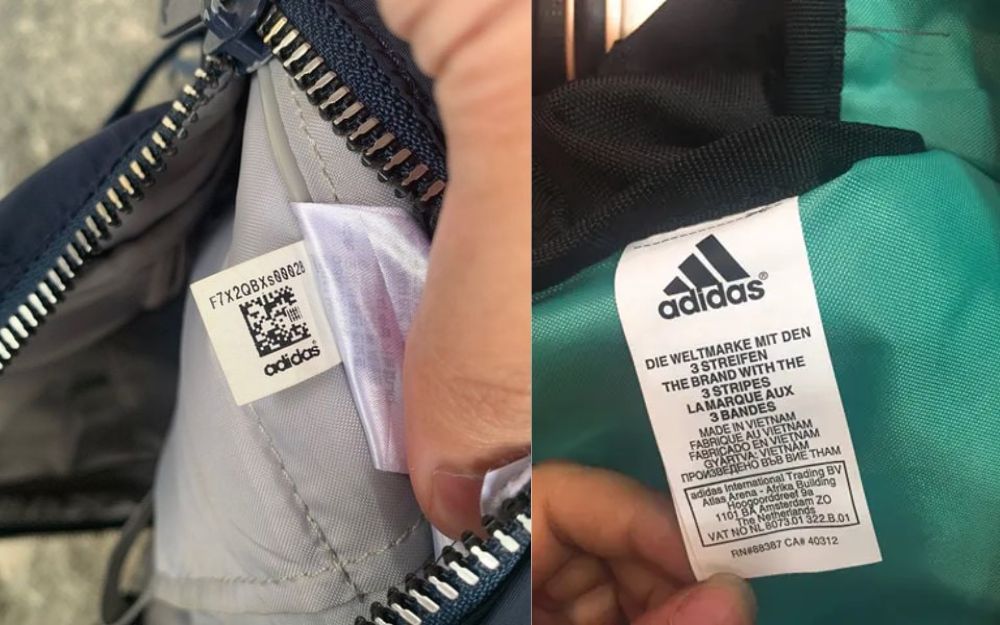 F7X2QBXs00028
adidas
adidas®
DIE WELTMARKE MIT DEN
3 STREIFEN
THE BRAND WITH THE
3 STRIPES
LA MARQUE AUX
3 BANDES
MADE IN VIETNAM
FABRIQUE AU VIETNAM
FABRICADO EN VIETNAM
GYÁRTVA: VIETNAM
ПРОИЗВЕДЕНО ВЪВ ВИЕ ТНАМ
adidas International Trading BV
Atlas Arena - Afrika Building
Hoogoorddreef 9a
1101 BA Amsterdam ZO
The Netherlands
VAT NO NL 8073.01 322.B.01
RN#88387 CA# 40312